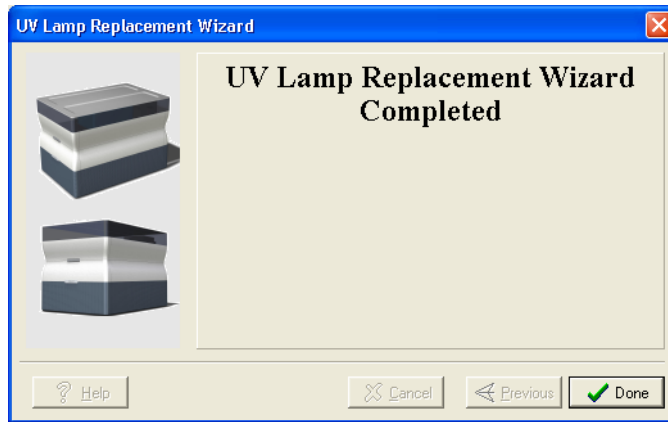 UV Lamp Replacement Wizard
UV Lamp Replacement Wizard
Completed
Help
Cancel
Previous
Done